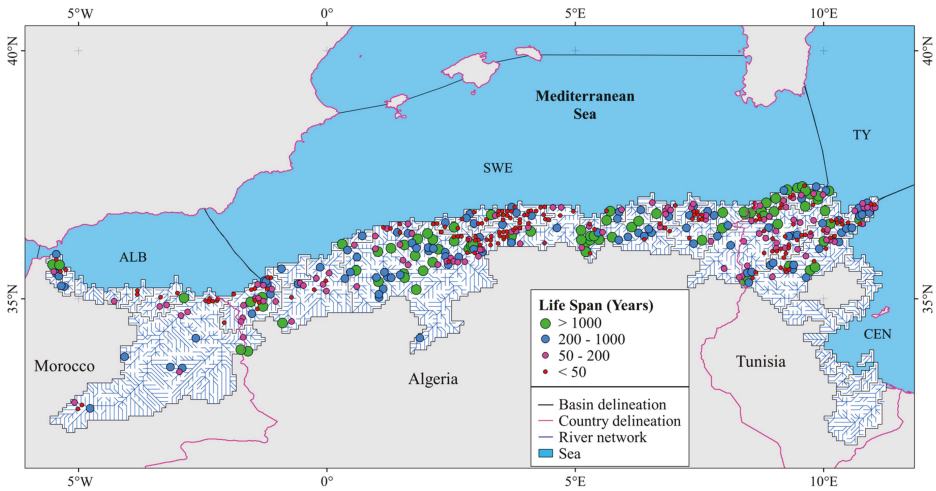 5°W 0° 5°E 10°E
40°N 40°N
Mediterranean
Sea
TY
SWE
ALB
35°N 35°N
Life Span (Years)
> 1000
200 - 1000
50 - 200
< 50
CEN
Morocco Algeria Tunisia
Basin delineation
Country delineation
River network
Sea
5°W 0° 5°E 10°E